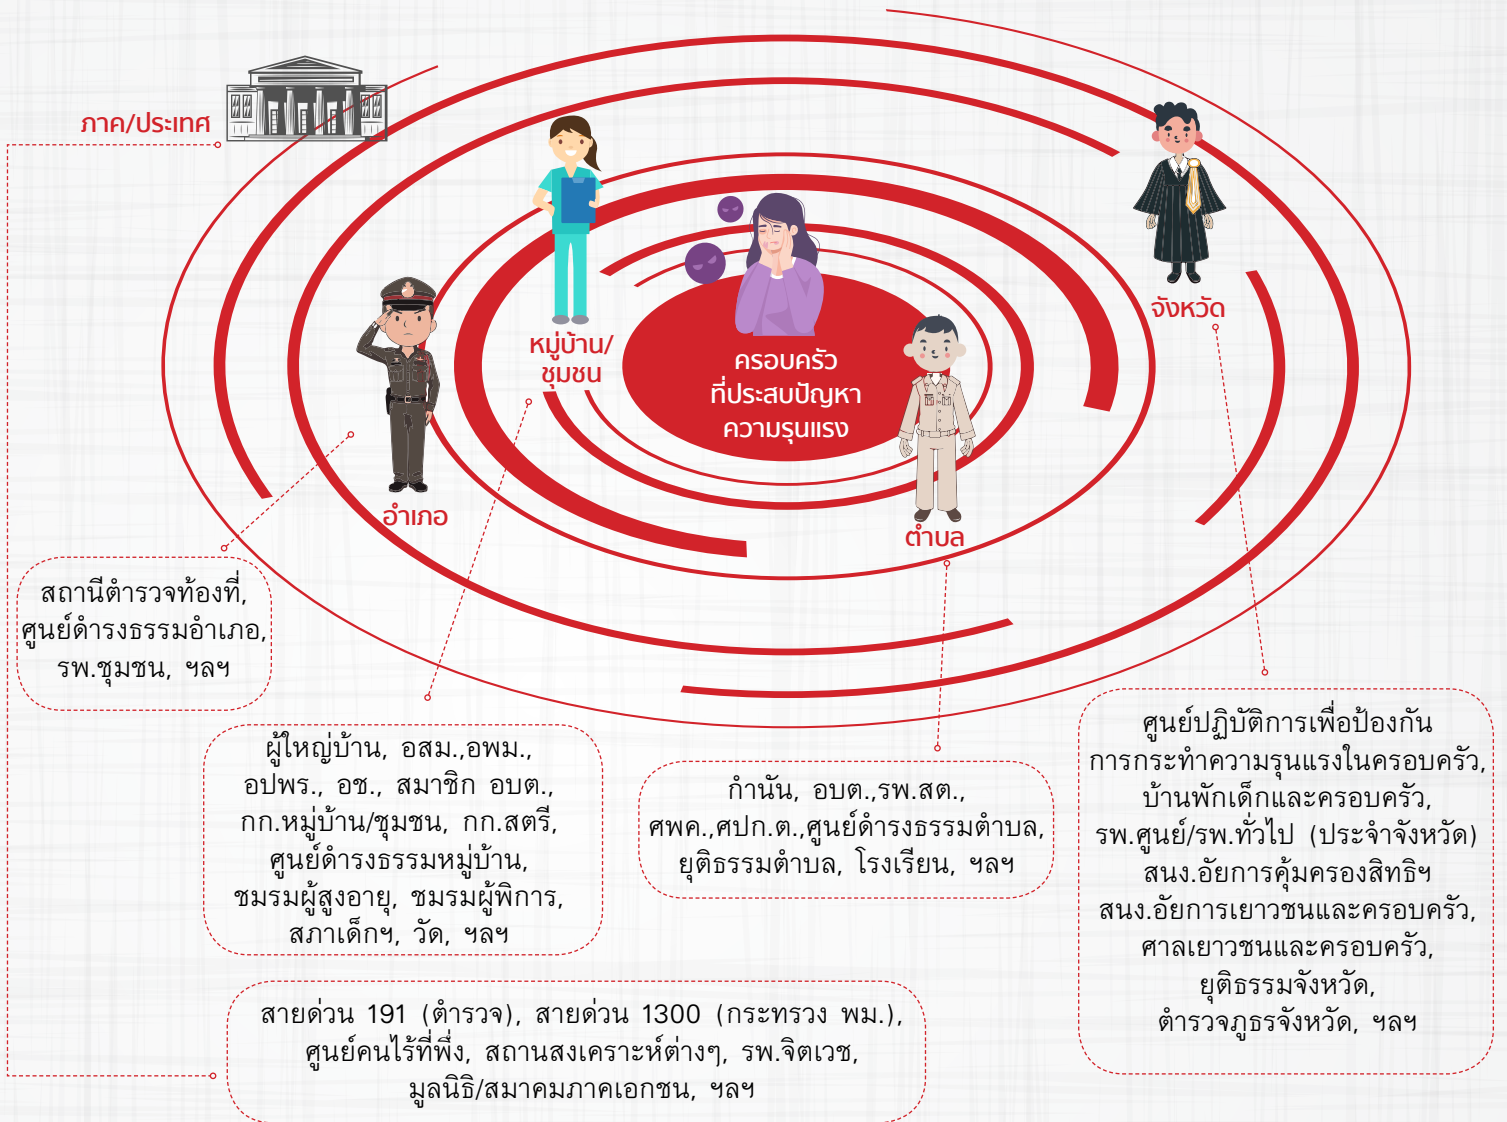 ภาค/ประเทศ
จังหวัด
หมู่บ้าน/
ชุมชน
ครอบครัว
ที่ประสบปัญหา
ความรุนแรง
อำเภอ
ตำบล
สถานีตำรวจท้องที่,
ศูนย์ดำรงธรรมอำเภอ,
รพ.ชุมชน, ฯลฯ
ผู้ใหญ่บ้าน, อสม.,อพม.,
อปพร., อช., สมาชิก อบต.,
กก.หมู่บ้าน/ชุมชน, กก.สตรี,
ศูนย์ดำรงธรรมหมู่บ้าน,
ชมรมผู้สูงอายุ, ชมรมผู้พิการ,
สภาเด็กฯ, วัด, ฯลฯ
กำนัน, อบต.,รพ.สต.,
ศพค.,ศปก.ต.,ศูนย์ดำรงธรรมตำบล,
ยุติธรรมตำบล, โรงเรียน, ฯลฯ
ศูนย์ปฏิบัติการเพื่อป้องกัน
การกระทำความรุนแรงในครอบครัว,
บ้านพักเด็กและครอบครัว,
รพ.ศูนย์/รพ.ทั่วไป (ประจำจังหวัด)
สนง.อัยการคุ้มครองสิทธิฯ
สนง.อัยการเยาวชนและครอบครัว,
ศาลเยาวชนและครอบครัว,
ยุติธรรมจังหวัด,
ตำรวจภูธรจังหวัด, ฯลฯ
สายด่วน 191 (ตำรวจ), สายด่วน 1300 (กระทรวง พม.),
ศูนย์คนไร้ที่พึ่ง, สถานสงเคราะห์ต่างๆ, รพ.จิตเวช,
มูลนิธิ/สมาคมภาคเอกชน, ฯลฯ